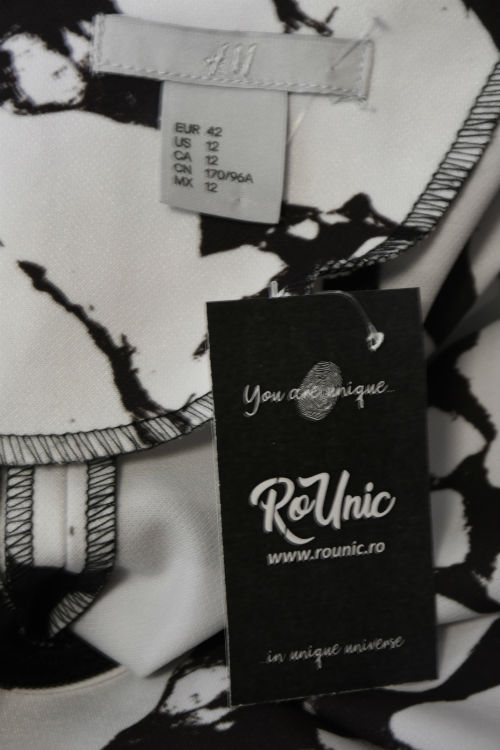 H&M
EUR 42
US 12
CA 12
CN 170/96A
MX 12
You are unique...
RoUnic
www.rounic.ro
...in unique universe